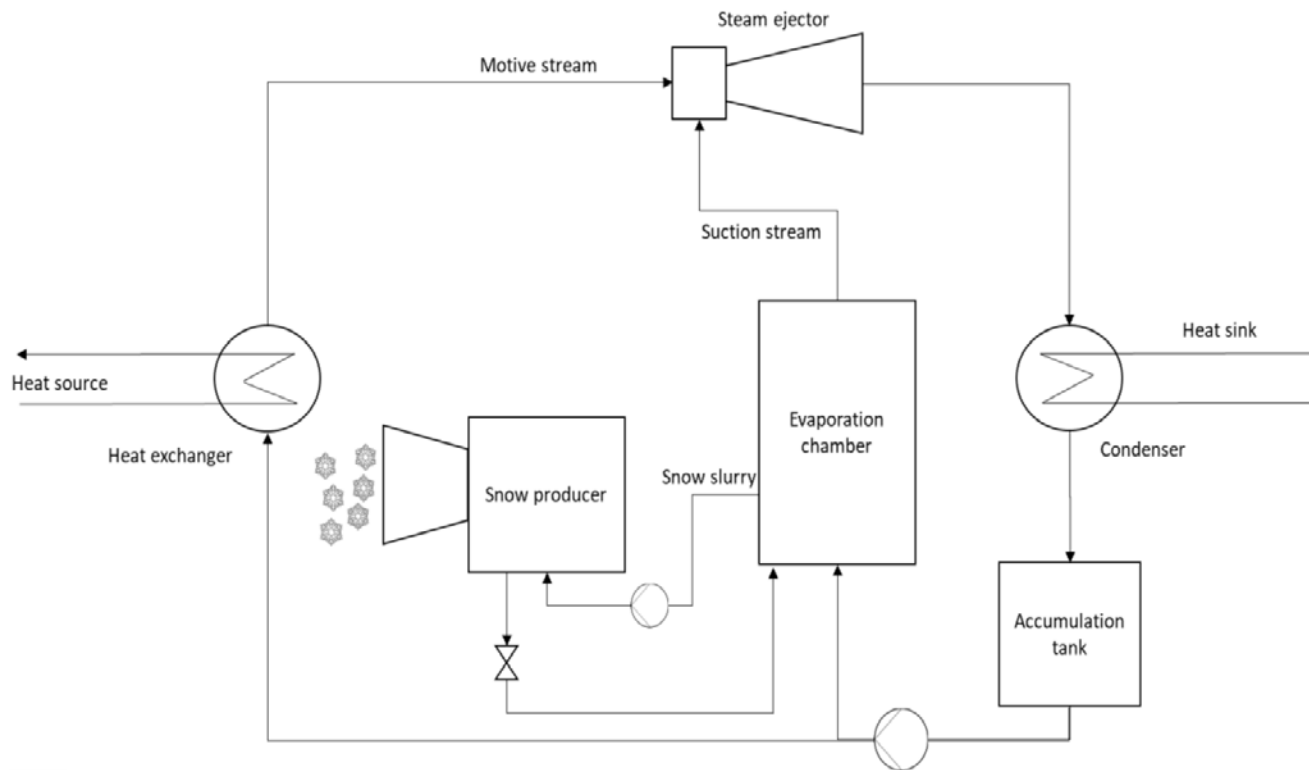 Steam ejector
Motive stream
Suction stream
Heat sink
Heat source
Evaporation
chamber
Heat exchanger
Condenser
Snow slurry
Snow producer
Accumulation
tank